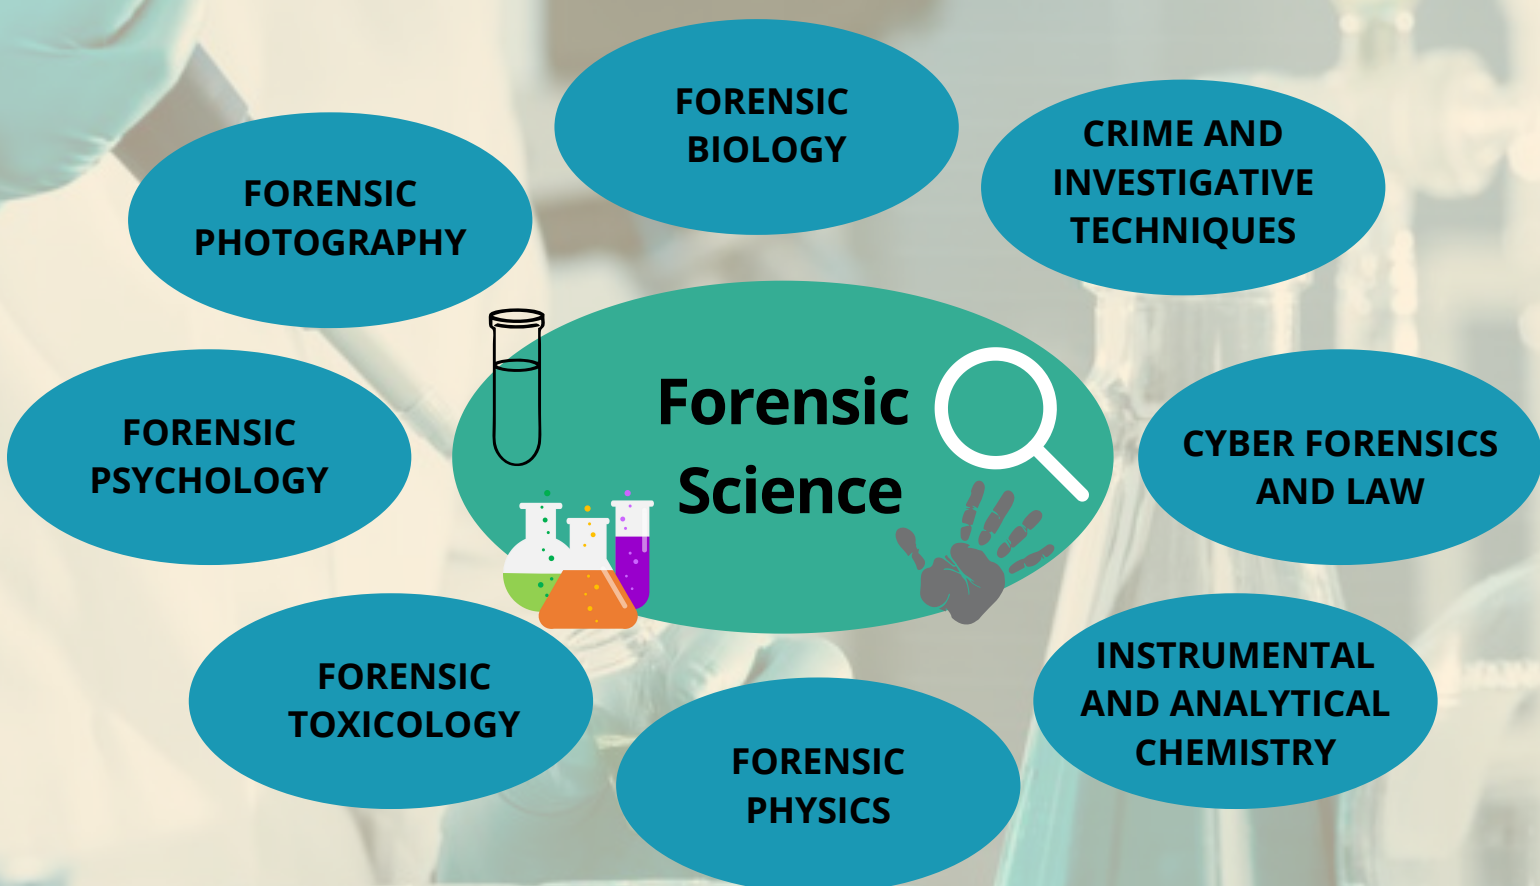 FORENSIC
BIOLOGY
CRIME AND
INVESTIGATIVE
TECHNIQUES
FORENSIC
PHOTOGRAPHY
Forensic
Science
FORENSIC
PSYCHOLOGY
CYBER FORENSICS
AND LAW
FORENSIC
TOXICOLOGY
INSTRUMENTAL
AND ANALYTICAL
CHEMISTRY
FORENSIC
PHYSICS